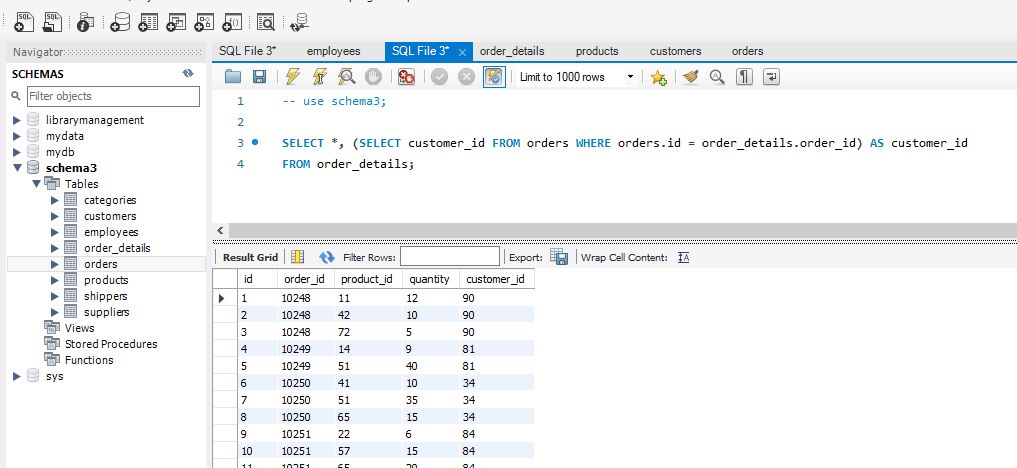 SQL File 3* employees SQL File 3* × order_details products customers orders
Navigator
SCHEMAS
Filter objects
librarymanagement
mydata
mydb
schema3
Tables
categories
customers
employees
order_details
orders
products
shippers
suppliers
Views
Stored Procedures
Functions
sys
Limit to 1000 rows
1 -- use schema3;
2
3 SELECT *, (SELECT customer_id FROM orders WHERE orders.id = order_details.order_id) AS customer_id
4 FROM order_details;
Result Grid Filter Rows: Export: Wrap Cell Content:
id order_id product_id quantity customer_id
1 10248 11 12 90
2 10248 42 10 90
3 10248 72 5 90
4 10249 14 9 81
5 10249 51 40 81
6 10250 41 10 34
7 10250 51 35 34
8 10250 65 15 34
9 10251 22 6 84
10 10251 57 15 84
11 10251 65 20 84